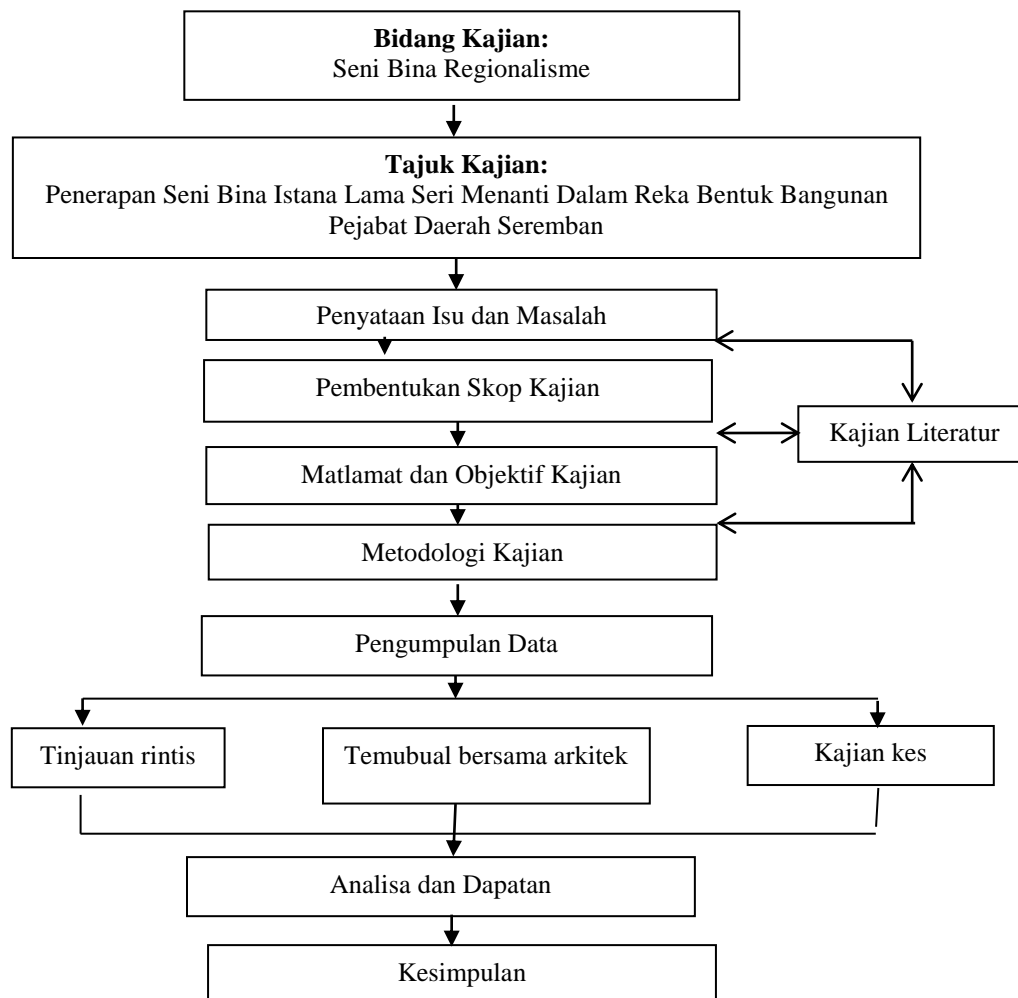 Bidang Kajian:
Seni Bina Regionalisme
Tajuk Kajian:
Penerapan Seni Bina Istana Lama Seri Menanti Dalam Reka Bentuk Bangunan
Pejabat Daerah Seremban
Penyataan Isu dan Masalah
Pembentukan Skop Kajian
Kajian Literatur
Matlamat dan Objektif Kajian
Metodologi Kajian
Pengumpulan Data
Tinjauan rintis
Temubual bersama arkitek
Kajian kes
Analisa dan Dapatan
Kesimpulan